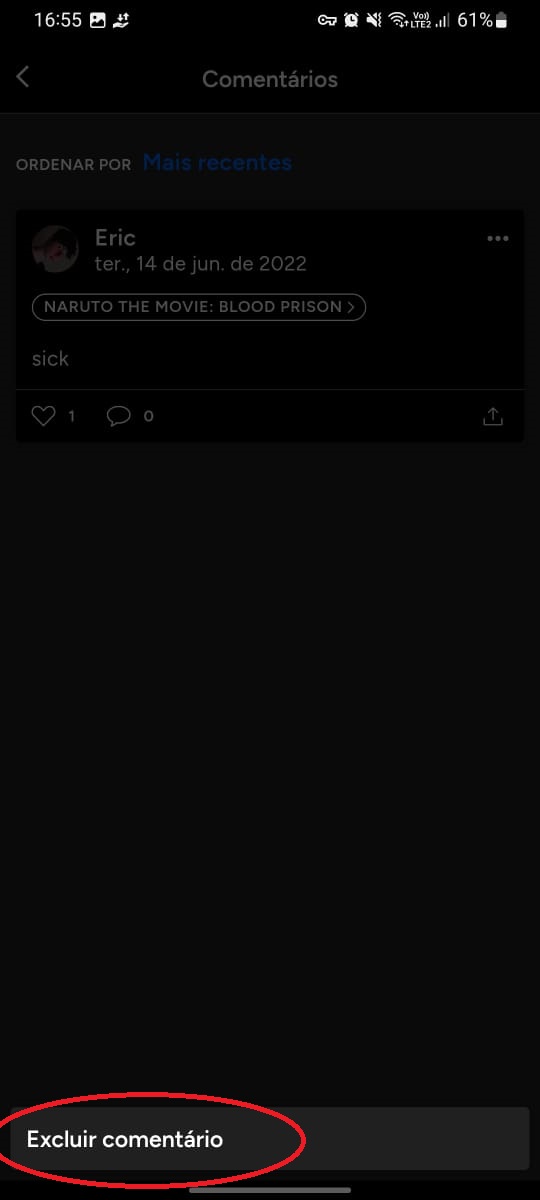 16:55 Vo) LTE2 61%
Comentários
ORDENAR POR Mais recentes
Eric
ter., 14 de jun. de 2022
NARUTO THE MOVIE: BLOOD PRISON
sick
1 0
Excluir comentário